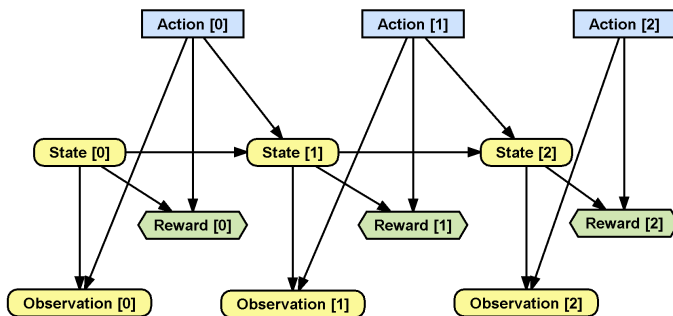 Action [0]
Action [1]
Action [2]
State [0]
State [1]
State [2]
Reward [0]
Reward [1]
Reward [2]
Observation [0]
Observation [1]
Observation [2]